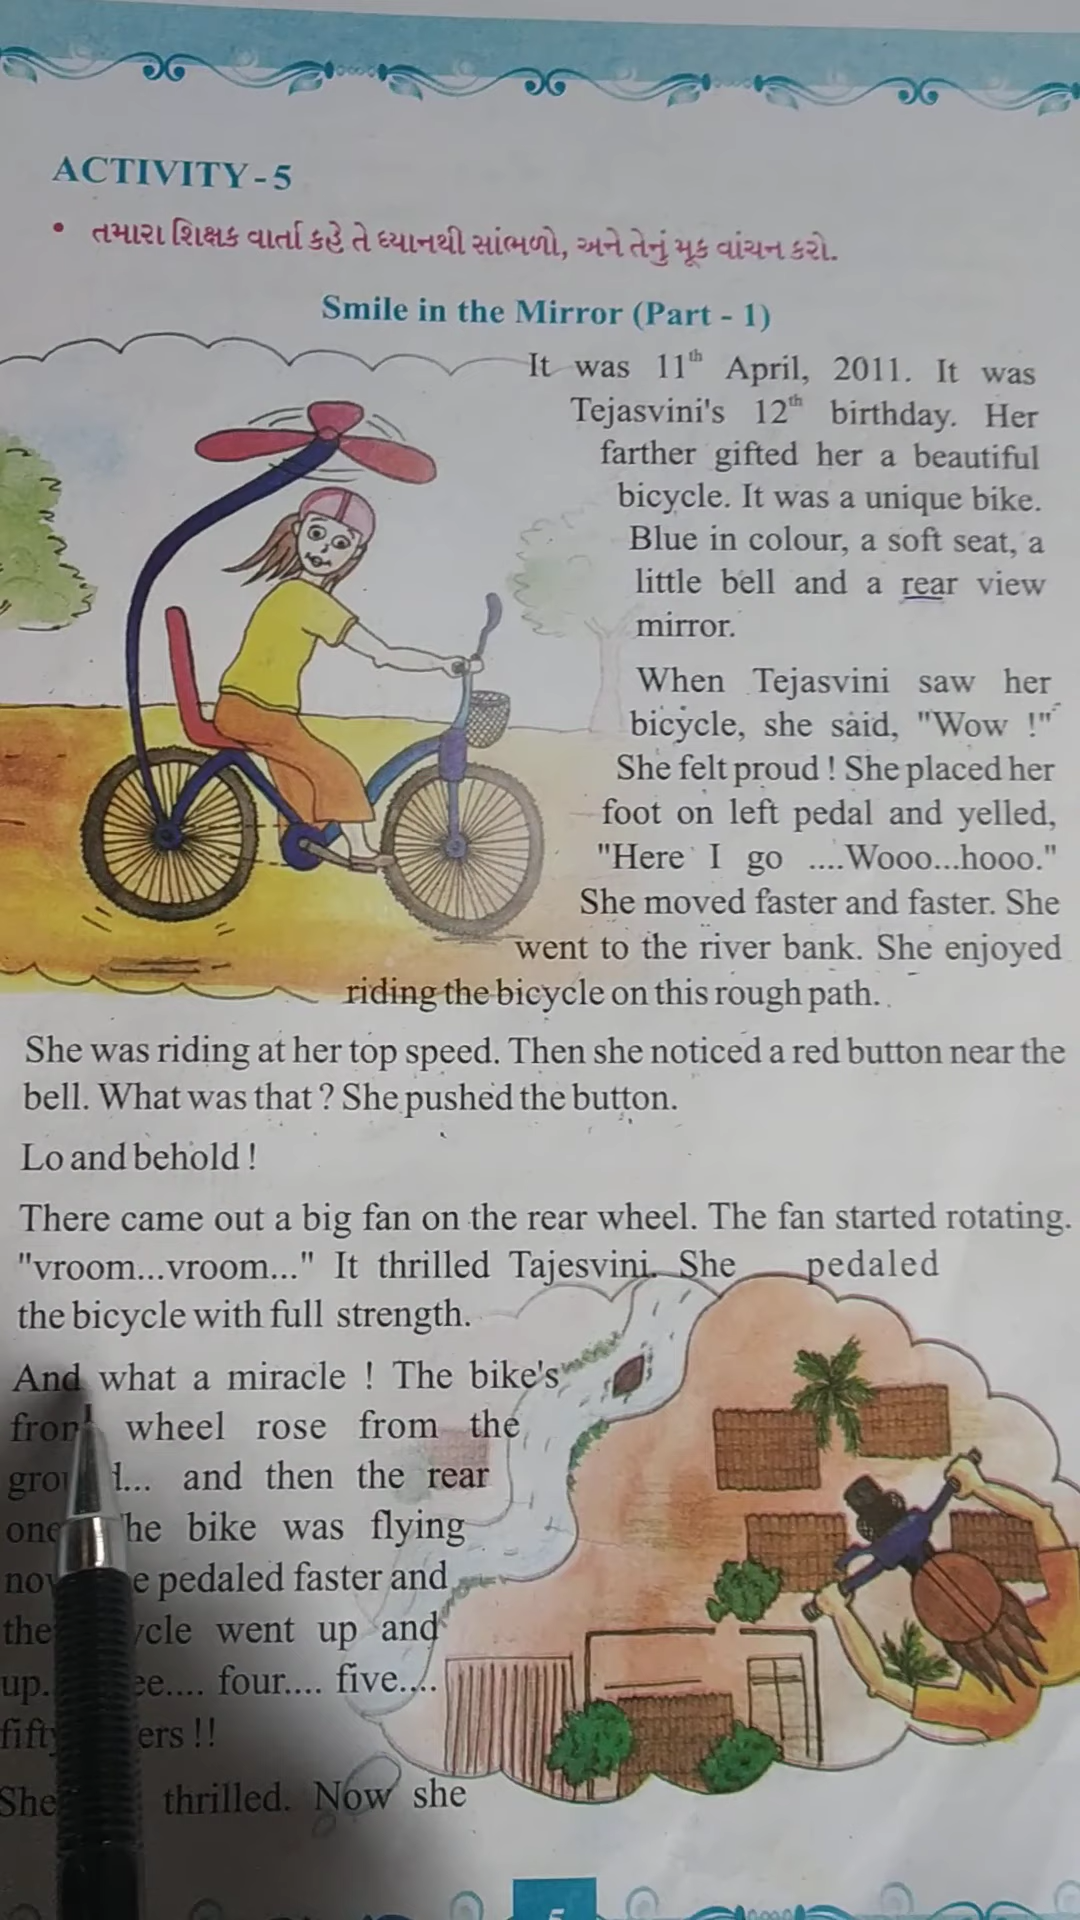 ACTIVITY - 5
• તમારા શિક્ષક વાર્તા કહે તે ધ્યાનથી સાંભળો, અને તેનું મૂક વાંચન કરો.
Smile in the Mirror (Part - 1)
It was 11th April, 2011. It was
Tejasvini's 12th birthday. Her
farther gifted her a beautiful
bicycle. It was a unique bike.
Blue in colour, a soft seat, a
little bell and a rear view
mirror.
When Tejasvini saw her
bicycle, she said, "Wow !"
She felt proud ! She placed her
foot on left pedal and yelled,
"Here I go ....Wooo...hooo."
She moved faster and faster. She
went to the river bank. She enjoyed
riding the bicycle on this rough path.
She was riding at her top speed. Then she noticed a red button near the
bell. What was that ? She pushed the button.
Lo and behold !
There came out a big fan on the rear wheel. The fan started rotating.
"vroom...vroom..." It thrilled Tajesvini. She pedaled
the bicycle with full strength.
And what a miracle ! The bike's
wheel rose from the
and then the rear
bike was flying
pedaled faster and
went up and
four.... five....
She thrilled. Now she
5